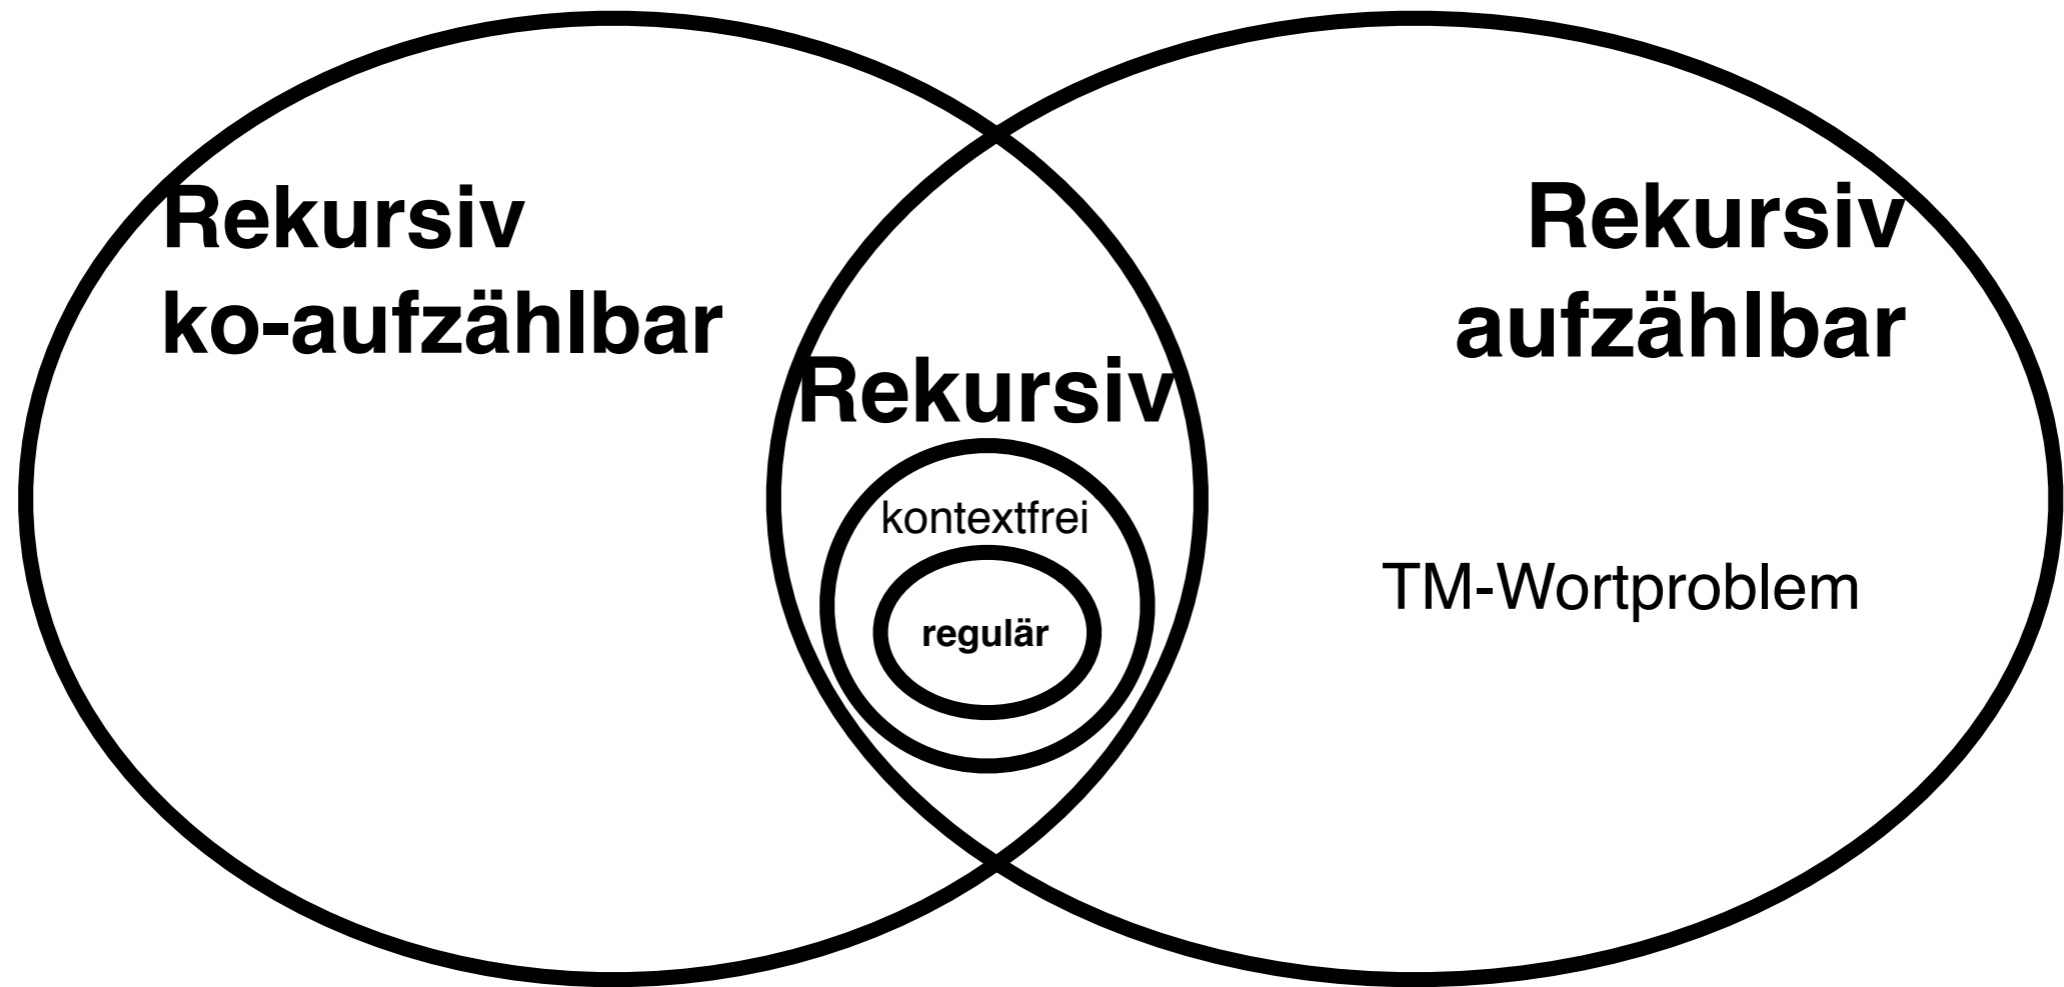 Rekursiv
ko-aufzählbar
Rekursiv
aufzählbar
Rekursiv
kontextfrei
regulär
TM-Wortproblem